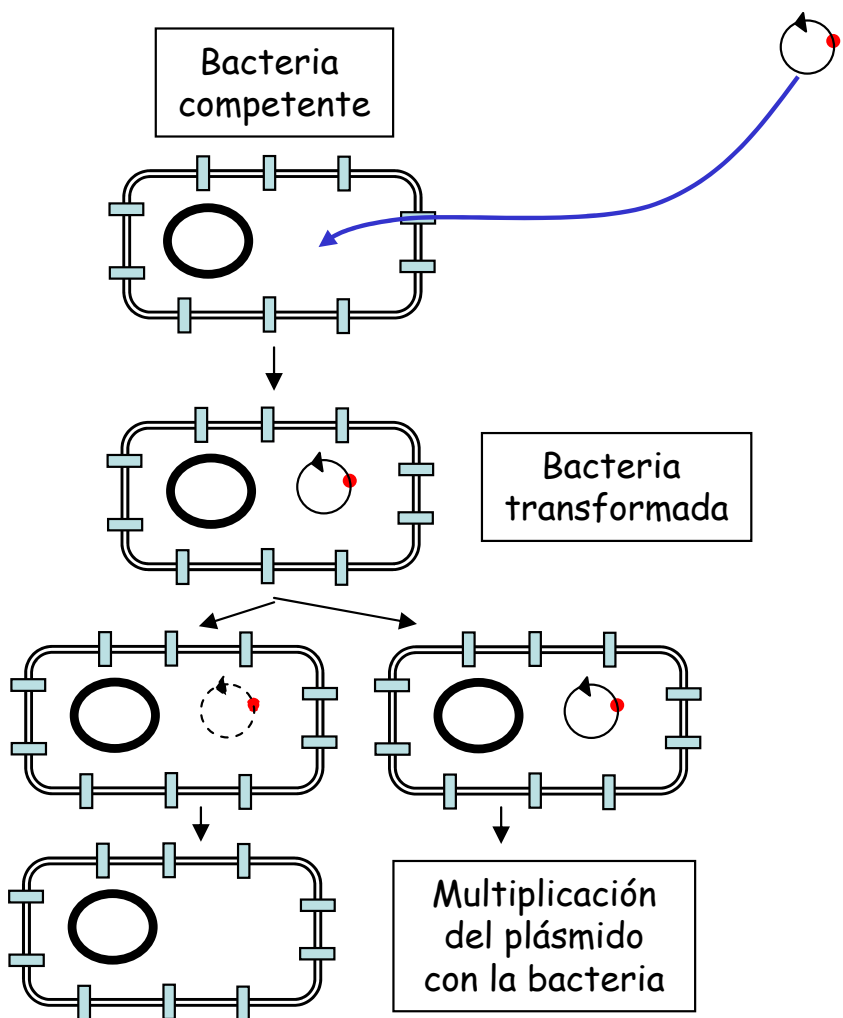 Bacteria
competente
Bacteria
transformada
Multiplicación
del plásmido
con la bacteria